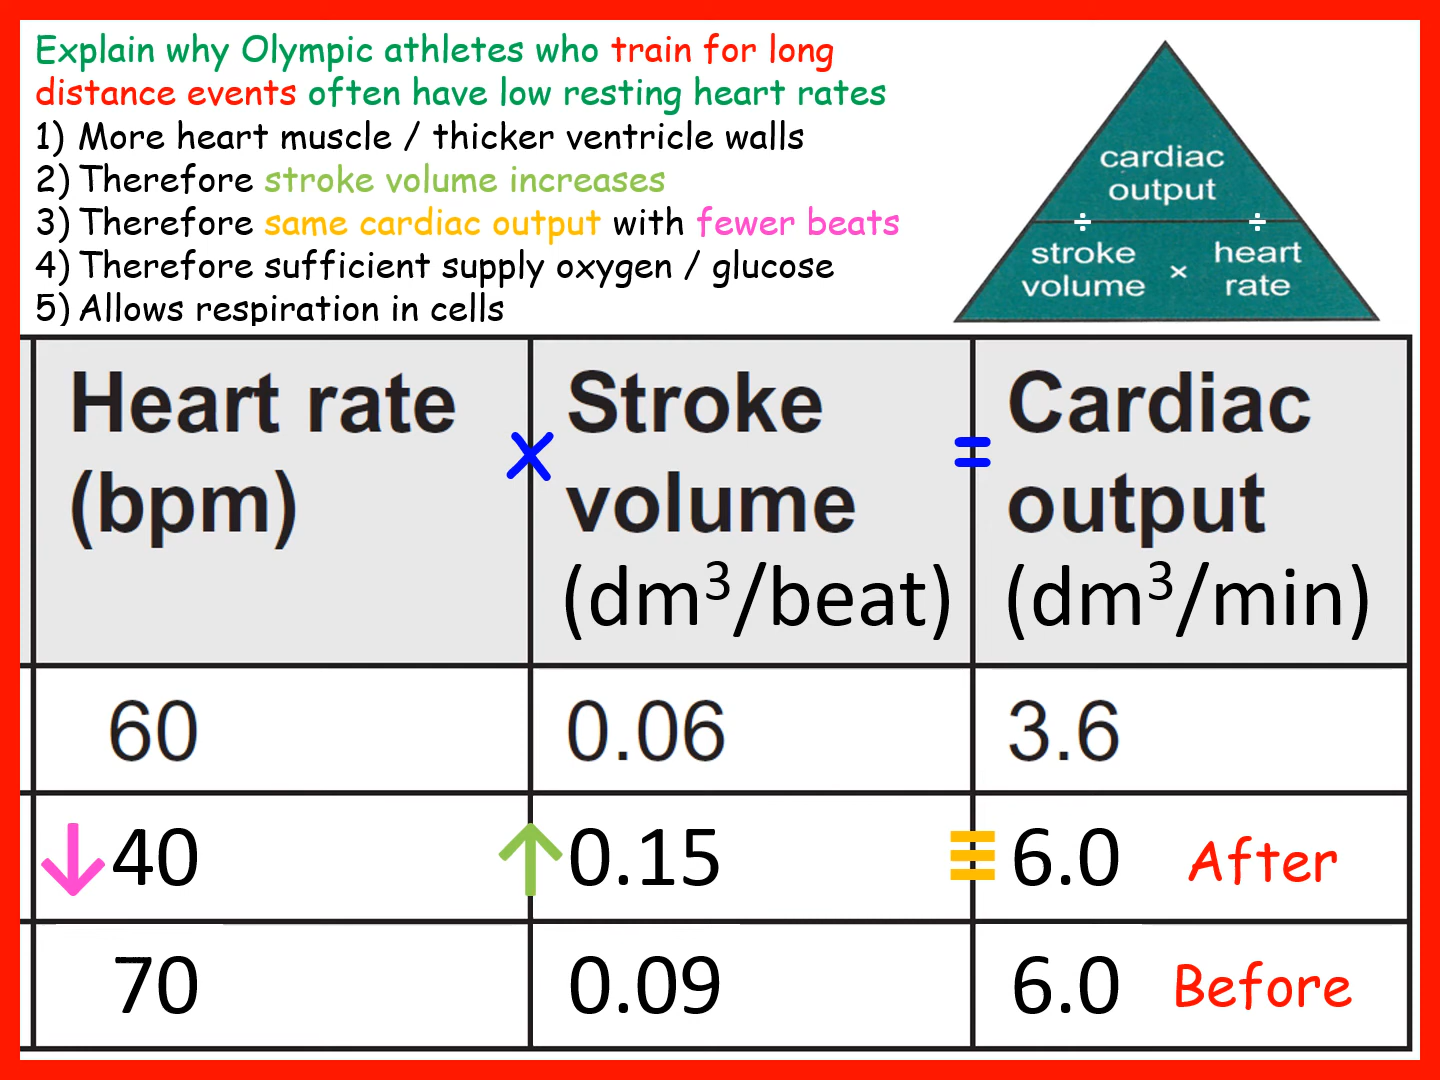 Explain why Olympic athletes who train for long
distance events often have low resting heart rates
1) More heart muscle / thicker ventricle walls
2) Therefore stroke volume increases
3) Therefore same cardiac output with fewer beats
4) Therefore sufficient supply oxygen / glucose
5) Allows respiration in cells
cardiac
output
÷ ÷
stroke heart
volume × rate
Heart rate Stroke Cardiac
(bpm) × volume = output
(dm³/beat) (dm³/min)
60 0.06 3.6
↓ 40 ↑ 0.15 ≡ 6.0 After
70 0.09 6.0 Before